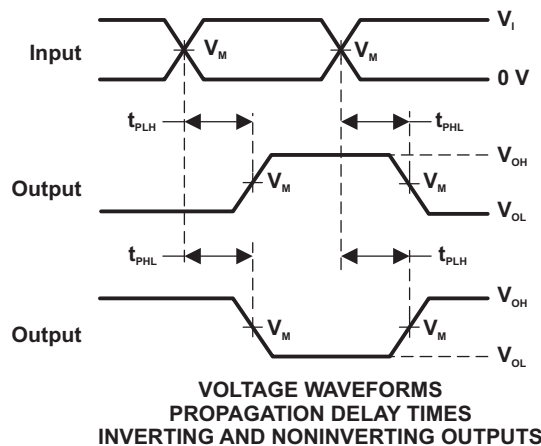 Input V_M V_M V_I
0 V
t_PLH t_PHL
Output V_M V_M V_OH
V_OL
t_PHL t_PLH
Output V_M V_M V_OH
V_OL
VOLTAGE WAVEFORMS
PROPAGATION DELAY TIMES
INVERTING AND NONINVERTING OUTPUTS